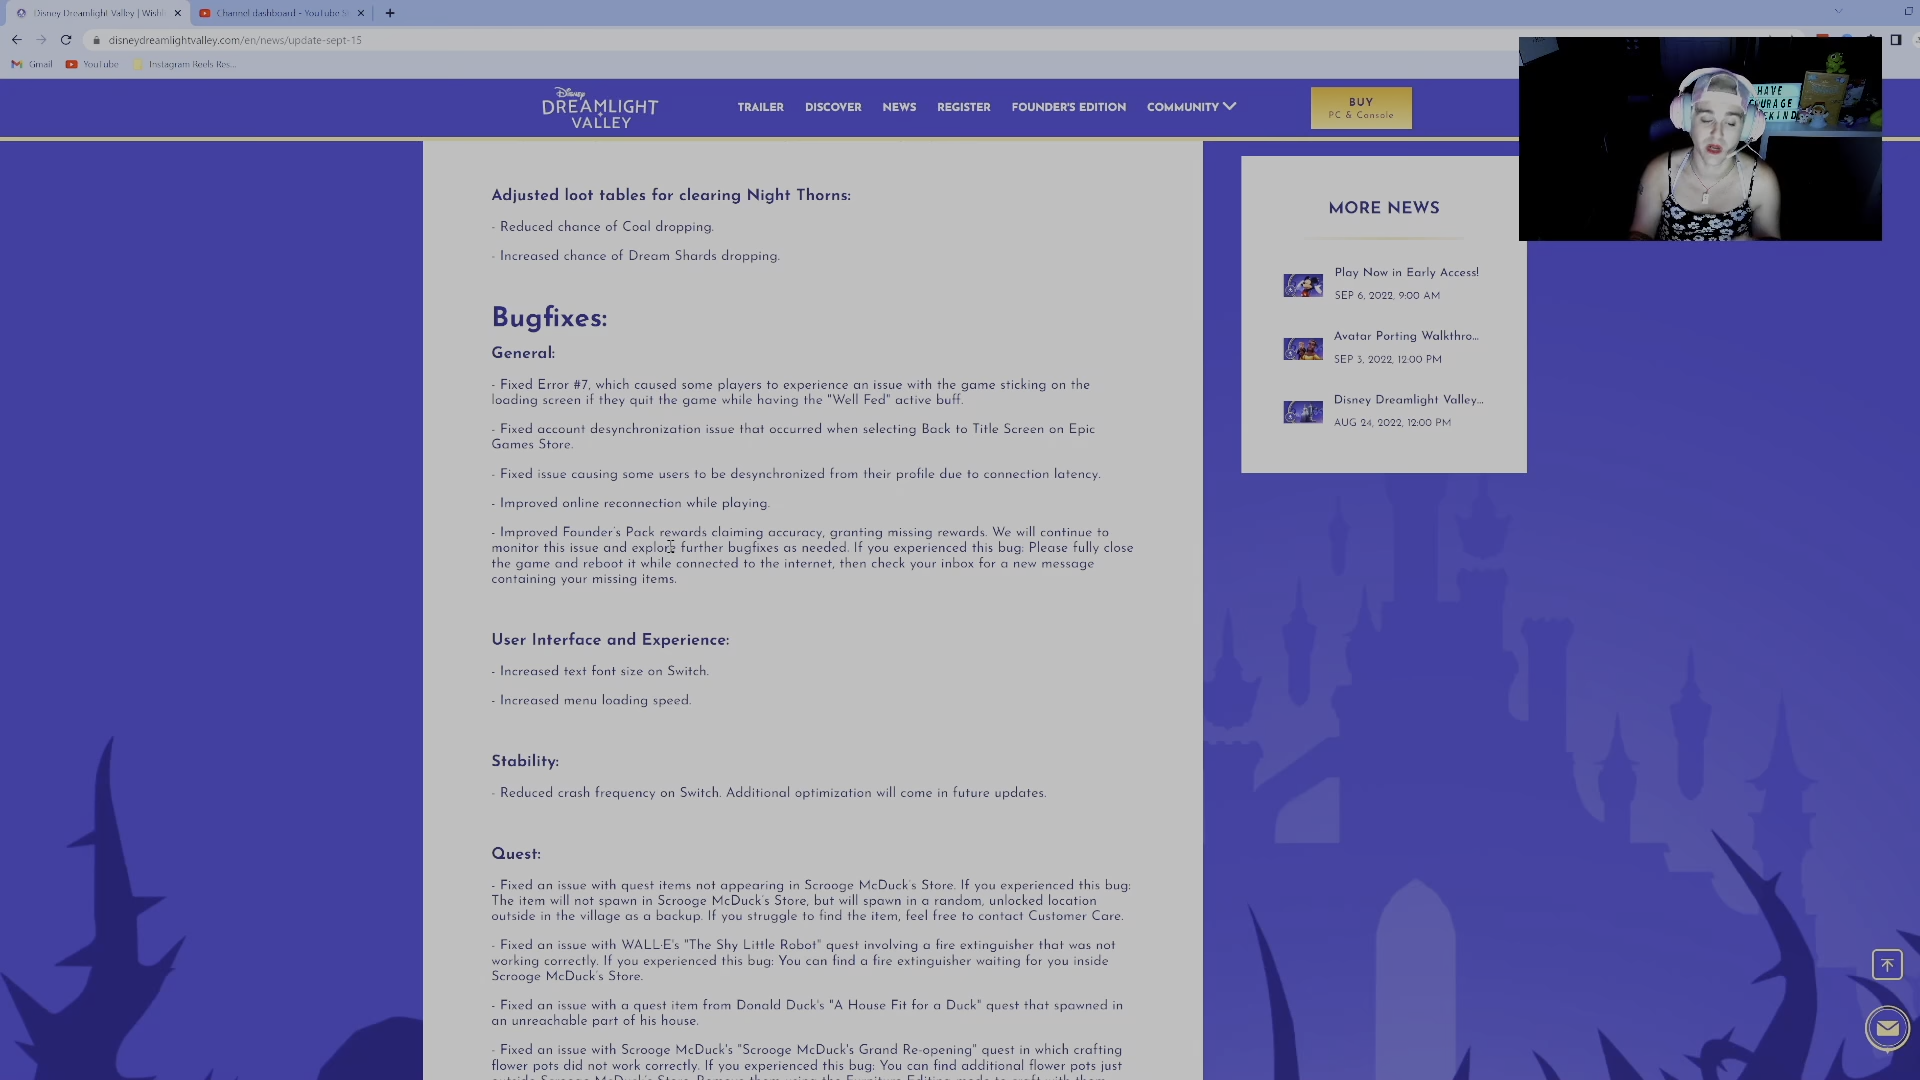 Disney Dreamlight Valley | Wishb
Channel dashboard - YouTube S
disneydreamlightvalley.com/en/news/update-sept-15
Gmail
YouTube
Instagram Reels Res...
Disney
DREAMLIGHT
VALLEY
TRAILER
DISCOVER
NEWS
REGISTER
FOUNDER'S EDITION
COMMUNITY
BUY
PC & Console
HAVE
COURAGE
KIND
Adjusted loot tables for clearing Night Thorns:
- Reduced chance of Coal dropping.
- Increased chance of Dream Shards dropping.
Bugfixes:
General:
- Fixed Error #7, which caused some players to experience an issue with the game sticking on the
loading screen if they quit the game while having the "Well Fed" active buff.
- Fixed account desynchronization issue that occurred when selecting Back to Title Screen on Epic
Games Store.
- Fixed issue causing some users to be desynchronized from their profile due to connection latency.
- Improved online reconnection while playing.
- Improved Founder's Pack rewards claiming accuracy, granting missing rewards. We will continue to
monitor this issue and explore further bugfixes as needed. If you experienced this bug: Please fully close
the game and reboot it while connected to the internet, then check your inbox for a new message
containing your missing items.
User Interface and Experience:
- Increased text font size on Switch.
- Increased menu loading speed.
Stability:
- Reduced crash frequency on Switch. Additional optimization will come in future updates.
Quest:
- Fixed an issue with quest items not appearing in Scrooge McDuck's Store. If you experienced this bug:
The item will not spawn in Scrooge McDuck's Store, but will spawn in a random, unlocked location
outside in the village as a backup. If you struggle to find the item, feel free to contact Customer Care.
- Fixed an issue with WALL·E's "The Shy Little Robot" quest involving a fire extinguisher that was not
working correctly. If you experienced this bug: You can find a fire extinguisher waiting for you inside
Scrooge McDuck's Store.
- Fixed an issue with a quest item from Donald Duck's "A House Fit for a Duck" quest that spawned in
an unreachable part of his house.
- Fixed an issue with Scrooge McDuck's "Scrooge McDuck's Grand Re-opening" quest in which crafting
flower pots did not work correctly. If you experienced this bug: You can find additional flower pots just
outside Scrooge McDuck's Store. Remove them using the Furniture Editing mode to craft with them.
MORE NEWS
Play Now in Early Access!
SEP 6, 2022, 9:00 AM
Avatar Porting Walkthro...
SEP 3, 2022, 12:00 PM
Disney Dreamlight Valley...
AUG 24, 2022, 12:00 PM